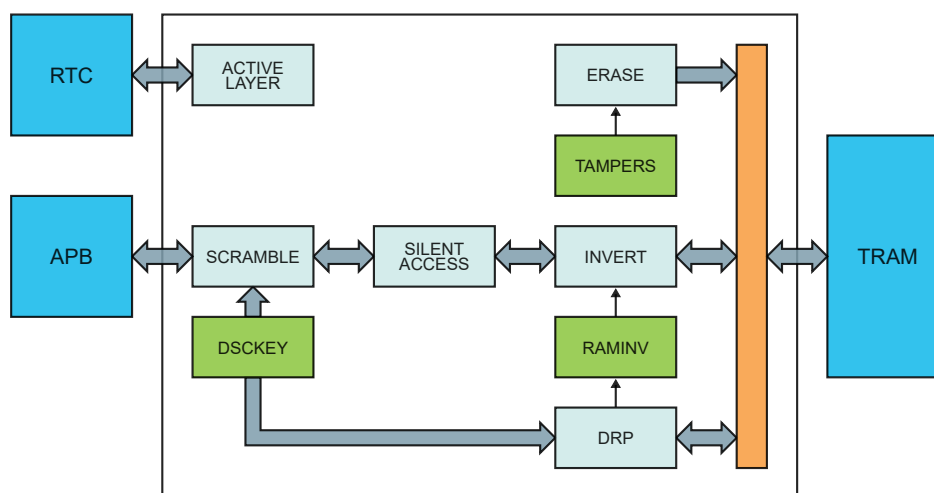 RTC
ACTIVE
LAYER
ERASE
TAMPERS
APB
SCRAMBLE
SILENT
ACCESS
INVERT
TRAM
DSCKEY
RAMINV
DRP